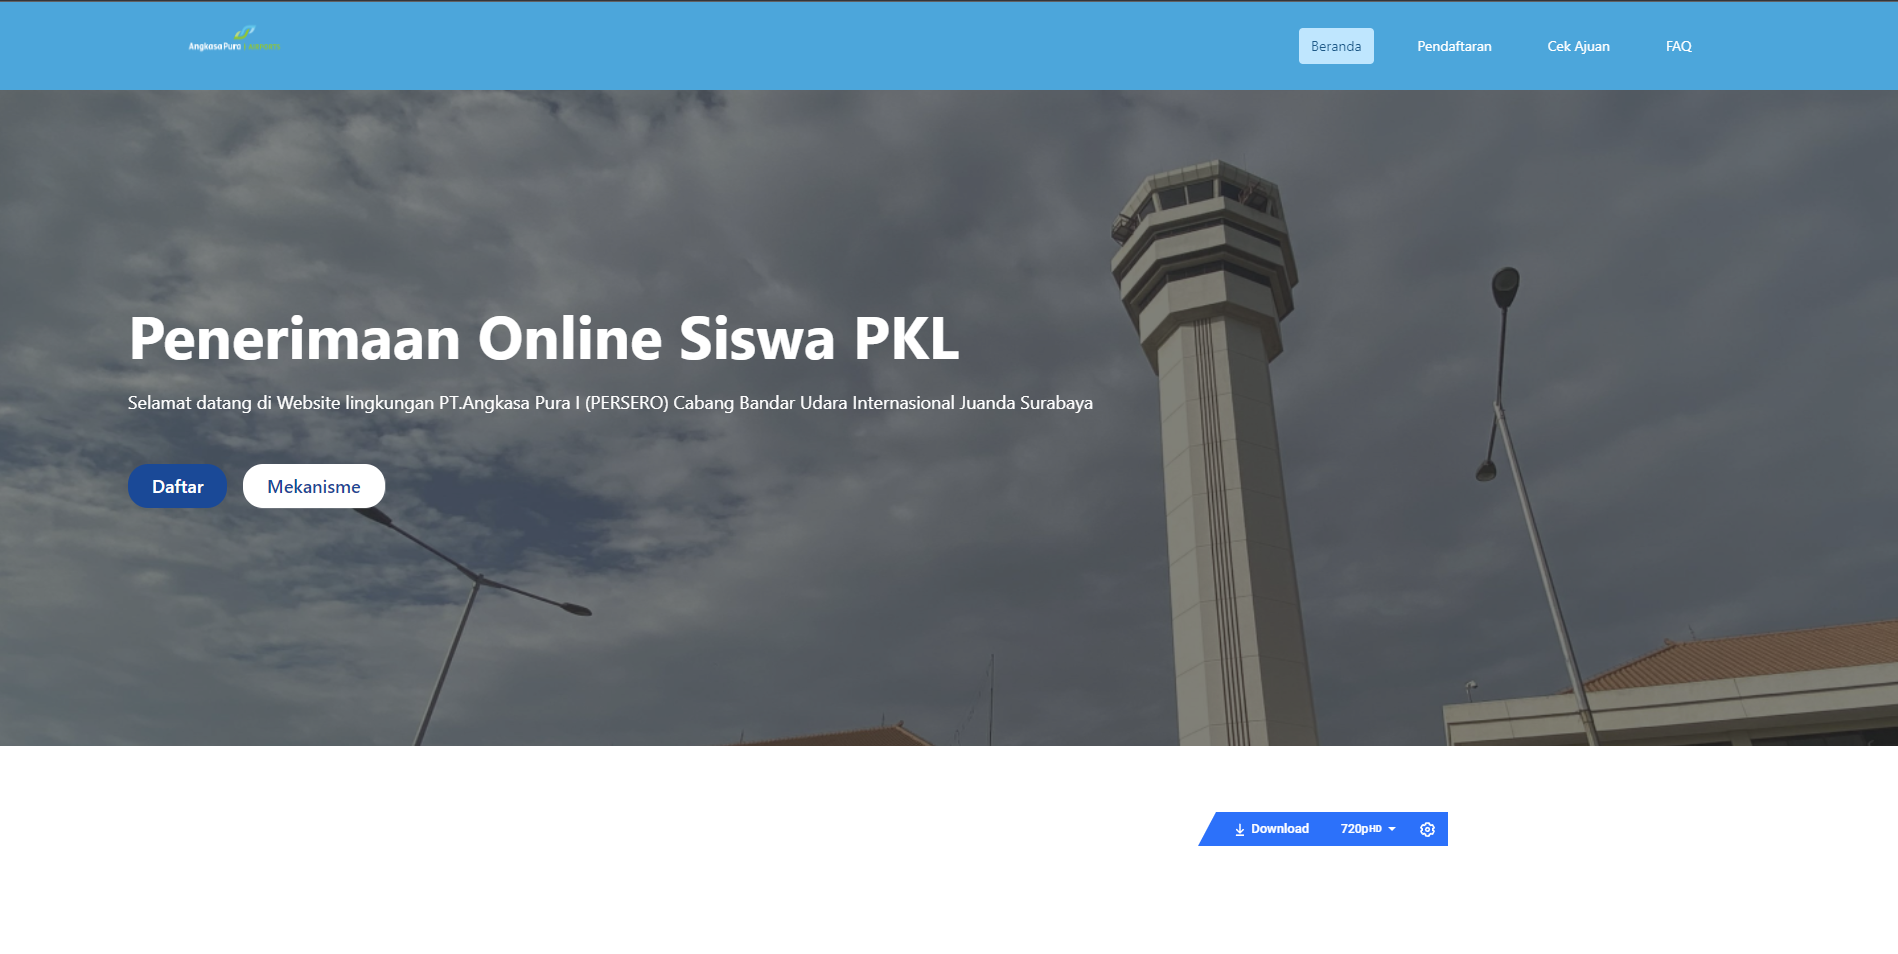 Angkasa Pura I AIRPORTS
Beranda
Pendaftaran
Cek Ajuan
FAQ
Penerimaan Online Siswa PKL
Selamat datang di Website lingkungan PT.Angkasa Pura I (PERSERO) Cabang Bandar Udara Internasional Juanda Surabaya
Daftar
Mekanisme
Download
720pHD